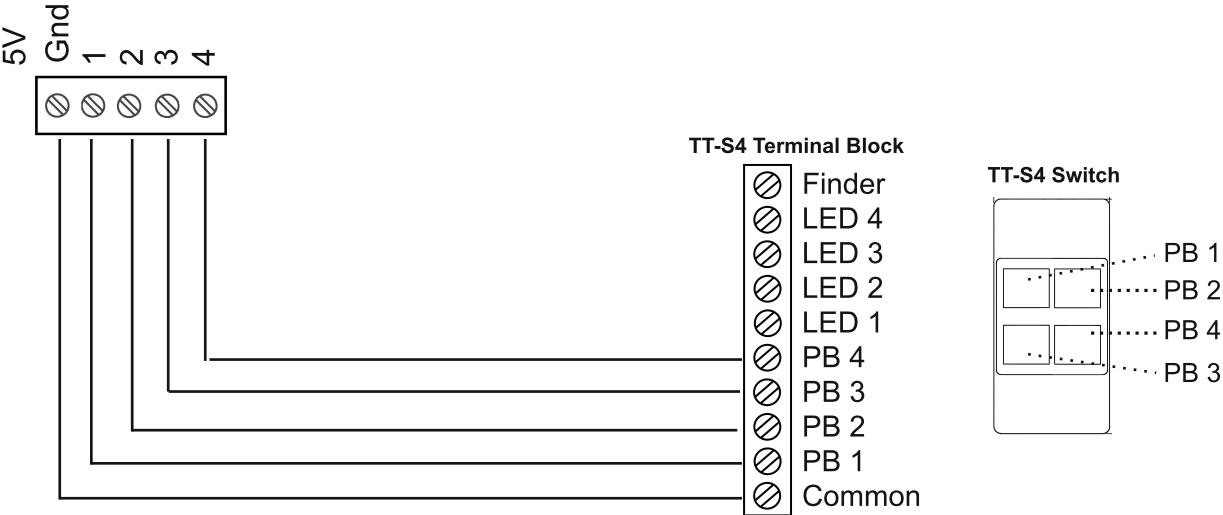 5V
Gnd
1
2
3
4
TT-S4 Terminal Block
Finder
LED 4
LED 3
LED 2
LED 1
PB 4
PB 3
PB 2
PB 1
Common
TT-S4 Switch
PB 1
PB 2
PB 4
PB 3